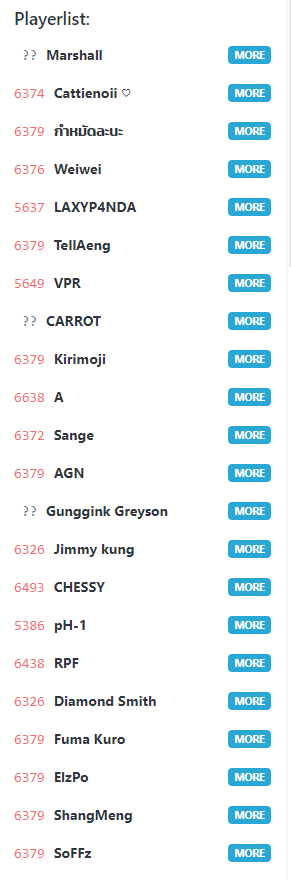 Playerlist:
?? Marshall MORE
6374 Cattienoii ♡ MORE
6379 กำหมัดละนะ MORE
6376 Weiwei MORE
5637 LAXYP4NDA MORE
6379 TellAeng MORE
5649 VPR MORE
?? CARROT MORE
6379 Kirimoji MORE
6638 A MORE
6372 Sange MORE
6379 AGN MORE
?? Gunggink Greyson MORE
6326 Jimmy kung MORE
6493 CHESSY MORE
5386 pH-1 MORE
6438 RPF MORE
6326 Diamond Smith MORE
6379 Fuma Kuro MORE
6379 ElzPo MORE
6379 ShangMeng MORE
6379 SoFFz MORE